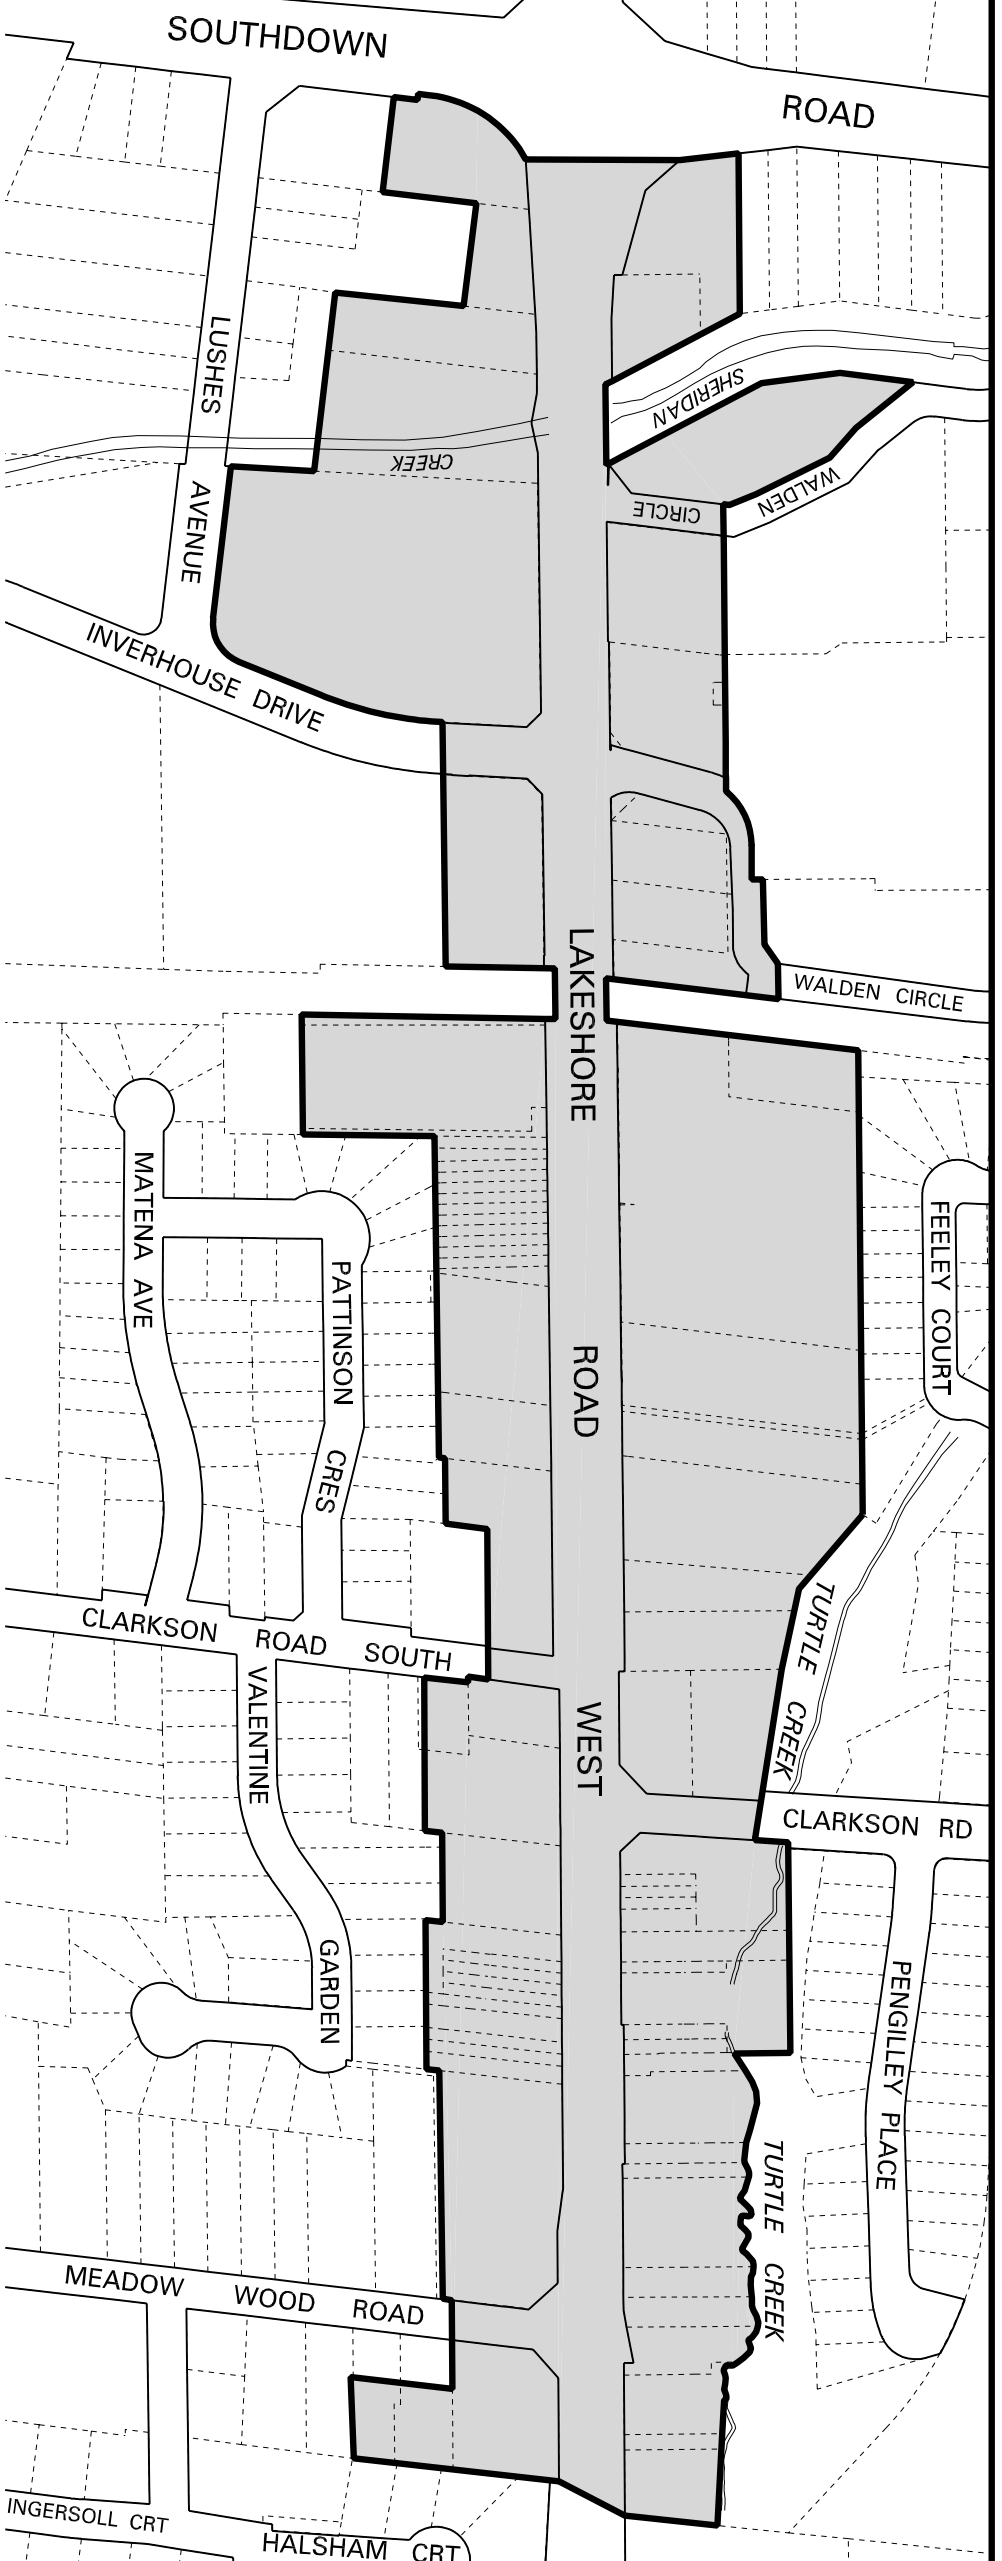 SOUTHDOWN
ROAD
LUSHES
AVENUE
SHERIDAN
CREEK
WALDEN
CIRCLE
INVERHOUSE DRIVE
LAKESHORE
ROAD
WEST
WALDEN CIRCLE
MATENA AVE
PATTINSON
CRES
FEELEY COURT
CLARKSON ROAD SOUTH
TURTLE CREEK
VALENTINE
GARDEN
CLARKSON RD
PENGILLEY PLACE
TURTLE CREEK
MEADOW WOOD ROAD
INGERSOLL CRT
HALSHAM CRT